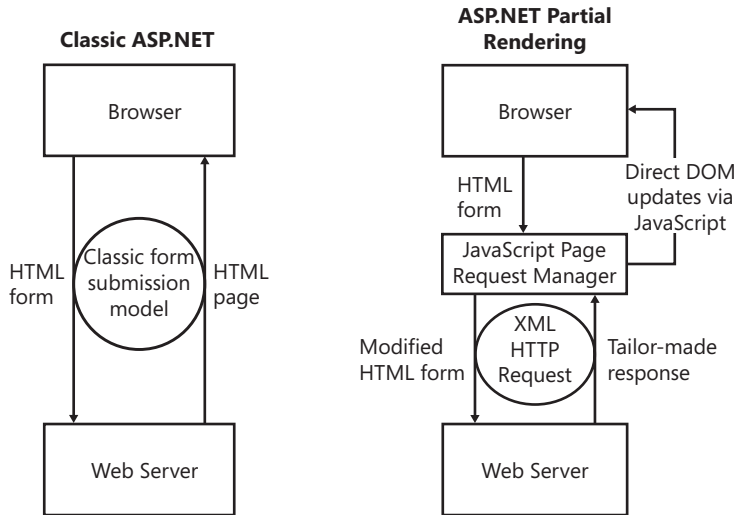 Classic ASP.NET
Browser
HTML
form
Classic form
submission
model
HTML
page
Web Server
ASP.NET Partial
Rendering
Browser
HTML
form
Direct DOM
updates via
JavaScript
JavaScript Page
Request Manager
Modified
HTML form
XML
HTTP
Request
Tailor-made
response
Web Server